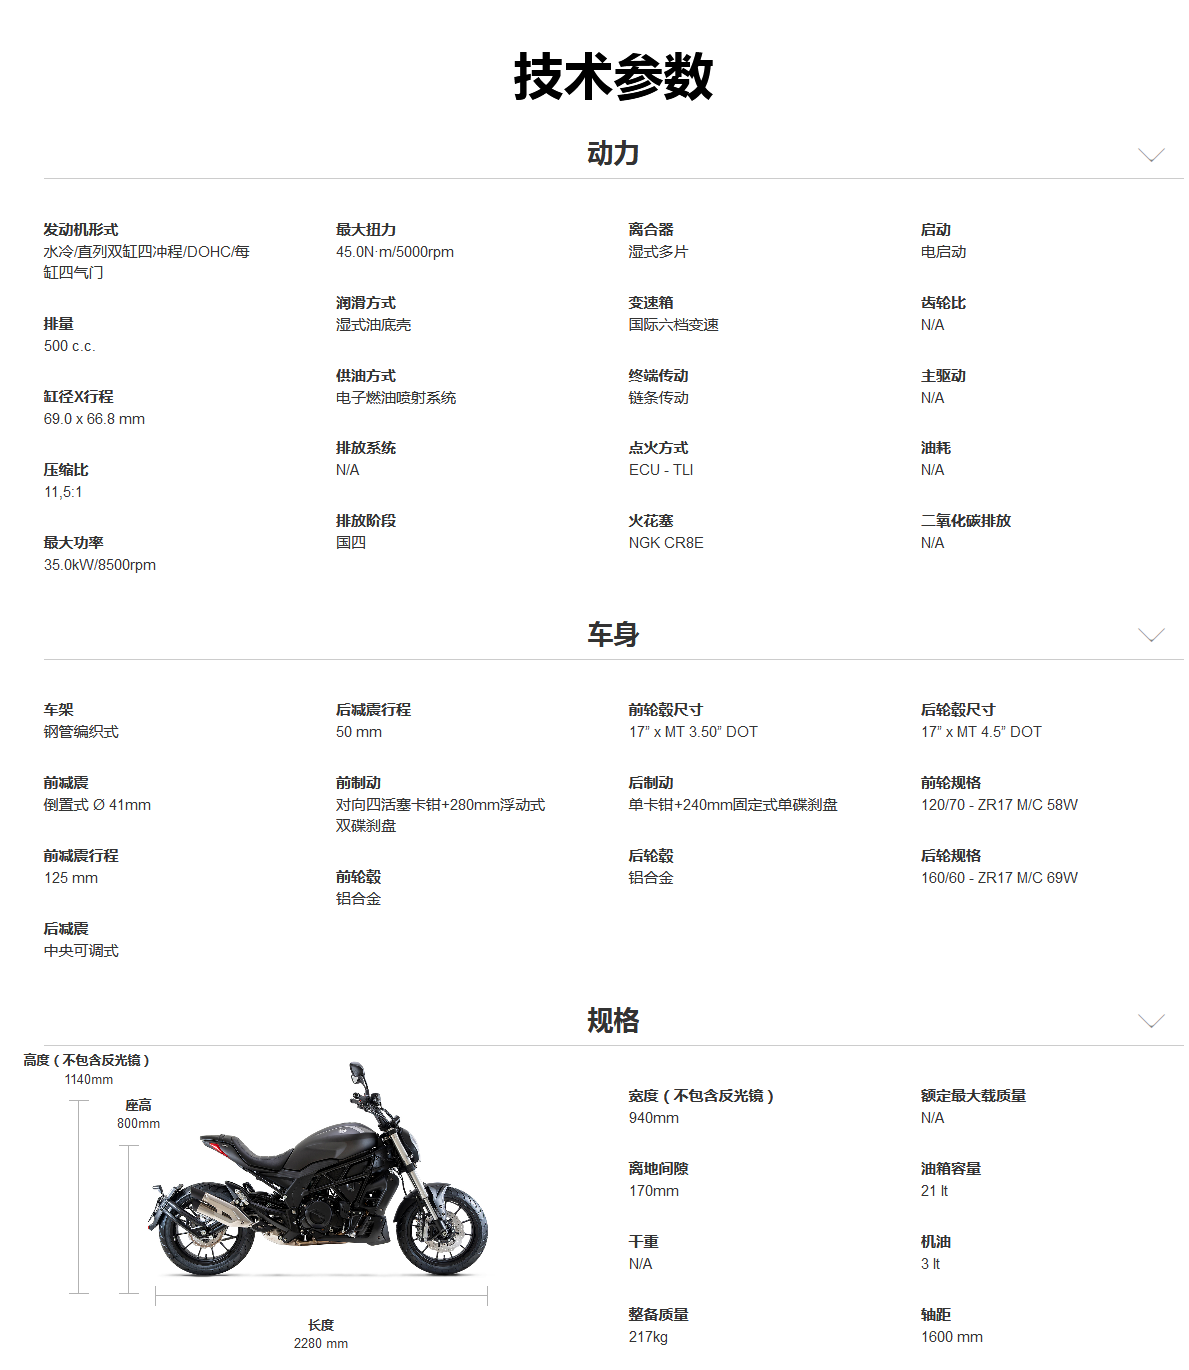 技术参数
动力
发动机形式
水冷/直列双缸四冲程/DOHC/每
缸四气门
排量
500 c.c.
缸径X行程
69.0 x 66.8 mm
压缩比
11,5:1
最大功率
35.0kW/8500rpm
最大扭力
45.0N·m/5000rpm
润滑方式
湿式油底壳
供油方式
电子燃油喷射系统
排放系统
N/A
排放阶段
国四
离合器
湿式多片
变速箱
国际六档变速
终端传动
链条传动
点火方式
ECU - TLI
火花塞
NGK CR8E
启动
电启动
齿轮比
N/A
主驱动
N/A
油耗
N/A
二氧化碳排放
N/A
车身
车架
钢管编织式
前减震
倒置式 Ø 41mm
前减震行程
125 mm
后减震
中央可调式
后减震行程
50 mm
前制动
对向四活塞卡钳+280mm浮动式
双碟刹盘
前轮毂
铝合金
前轮毂尺寸
17” x MT 3.50” DOT
后制动
单卡钳+240mm固定式单碟刹盘
后轮毂
铝合金
后轮毂尺寸
17” x MT 4.5” DOT
前轮规格
120/70 - ZR17 M/C 58W
后轮规格
160/60 - ZR17 M/C 69W
规格
高度（不包含反光镜）
1140mm
座高
800mm
长度
2280 mm
宽度（不包含反光镜）
940mm
离地间隙
170mm
干重
N/A
整备质量
217kg
额定最大载质量
N/A
油箱容量
21 lt
机油
3 lt
轴距
1600 mm